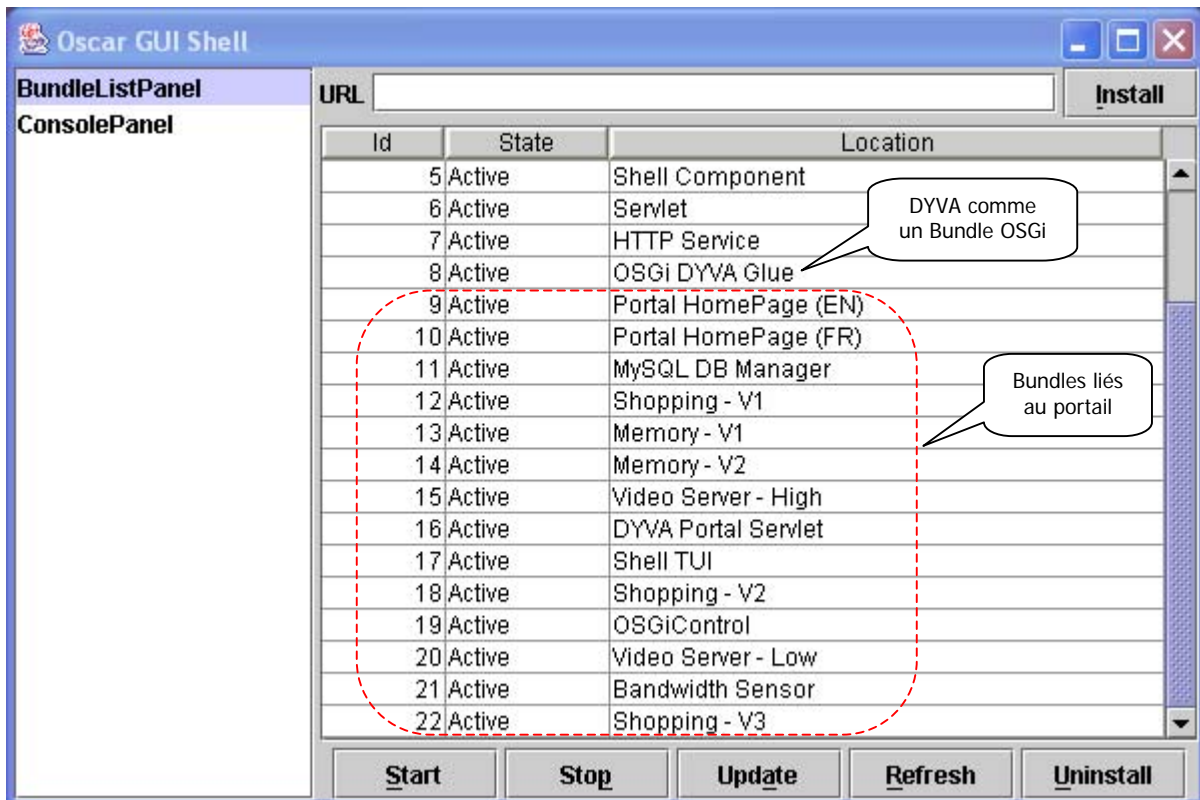 Oscar GUI Shell
BundleListPanel
ConsolePanel
URL
Install
Id State Location
5 Active Shell Component
6 Active Servlet
7 Active HTTP Service
8 Active OSGi DYVA Glue
9 Active Portal HomePage (EN)
10 Active Portal HomePage (FR)
11 Active MySQL DB Manager
12 Active Shopping - V1
13 Active Memory - V1
14 Active Memory - V2
15 Active Video Server - High
16 Active DYVA Portal Servlet
17 Active Shell TUI
18 Active Shopping - V2
19 Active OSGiControl
20 Active Video Server - Low
21 Active Bandwidth Sensor
22 Active Shopping - V3
DYVA comme
un Bundle OSGi
Bundles liés
au portail
Start Stop Update Refresh Uninstall